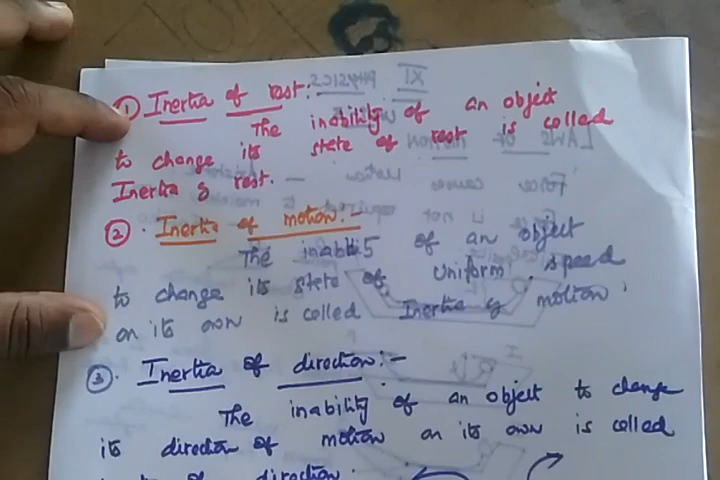 ① Inertia of rest:-
The inability of an object
to change its state of rest is called
Inertia of rest.
② . Inertia of motion:-
The inability of an object
to change its state of uniform speed
on its own is called Inertia of motion.
③ . Inertia of direction:-
The inability of an object to change
its direction of motion on its own is called
direction.